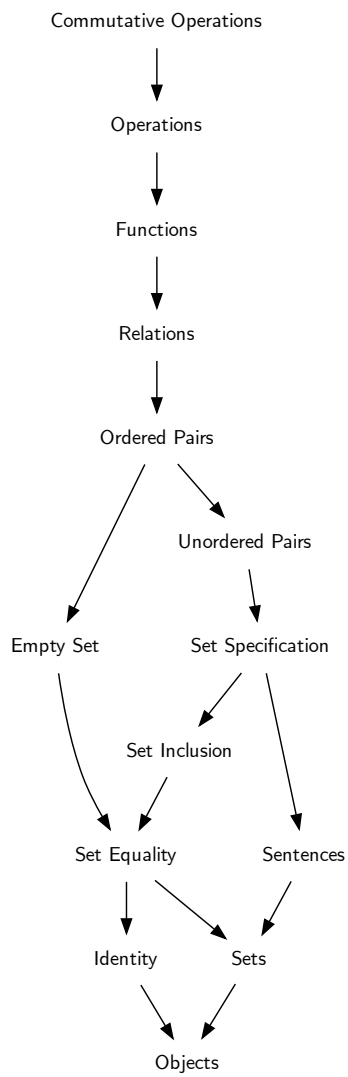 Commutative Operations
Operations
Functions
Relations
Ordered Pairs
Unordered Pairs
Empty Set
Set Specification
Set Inclusion
Set Equality
Sentences
Identity
Sets
Objects